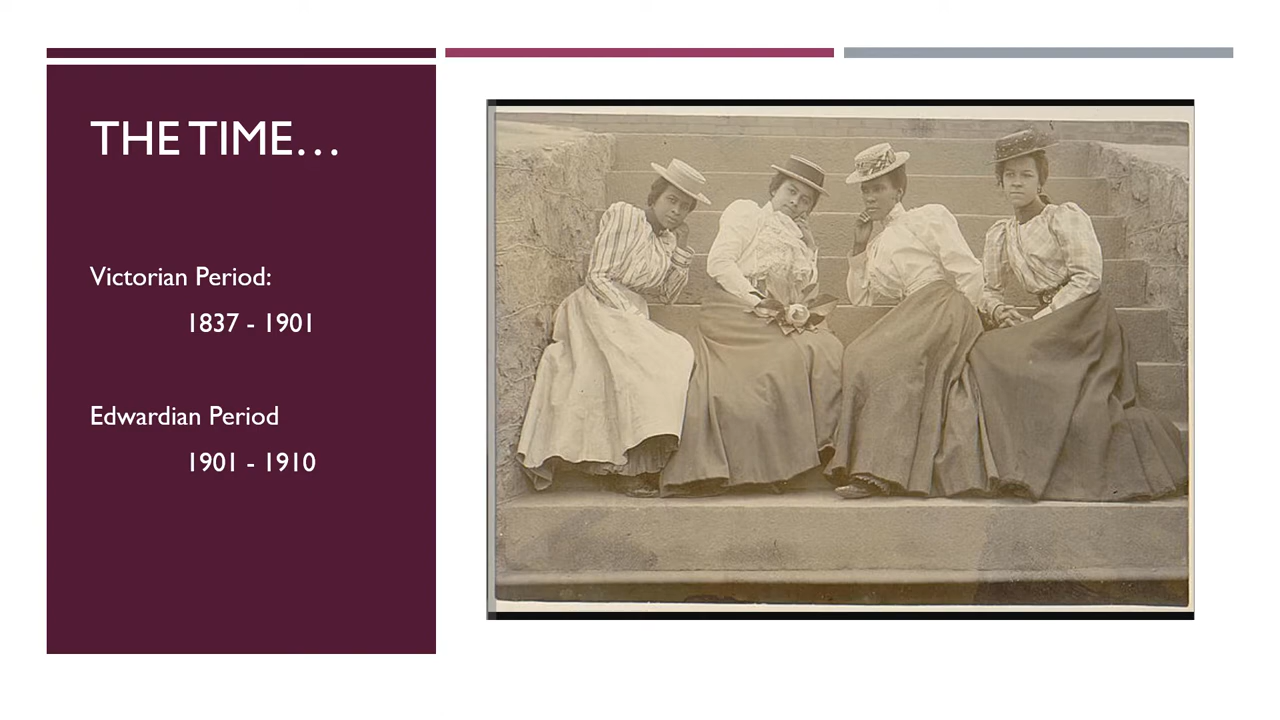 THE TIME...
Victorian Period:
1837 - 1901
Edwardian Period
1901 - 1910